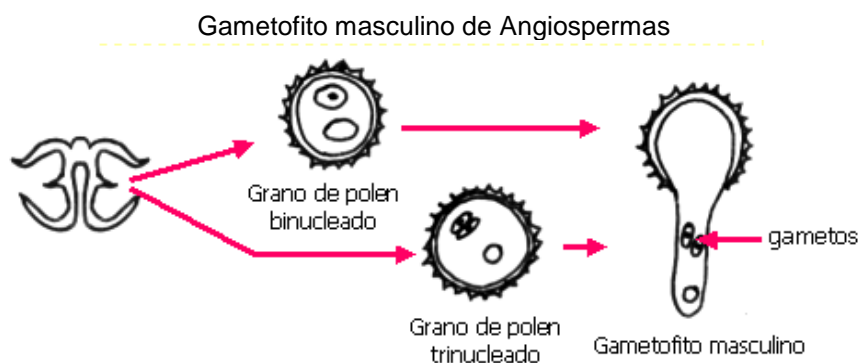 Gametofito masculino de Angiospermas
Grano de polen
binucleado
gametos
Grano de polen
trinucleado
Gametofito masculino